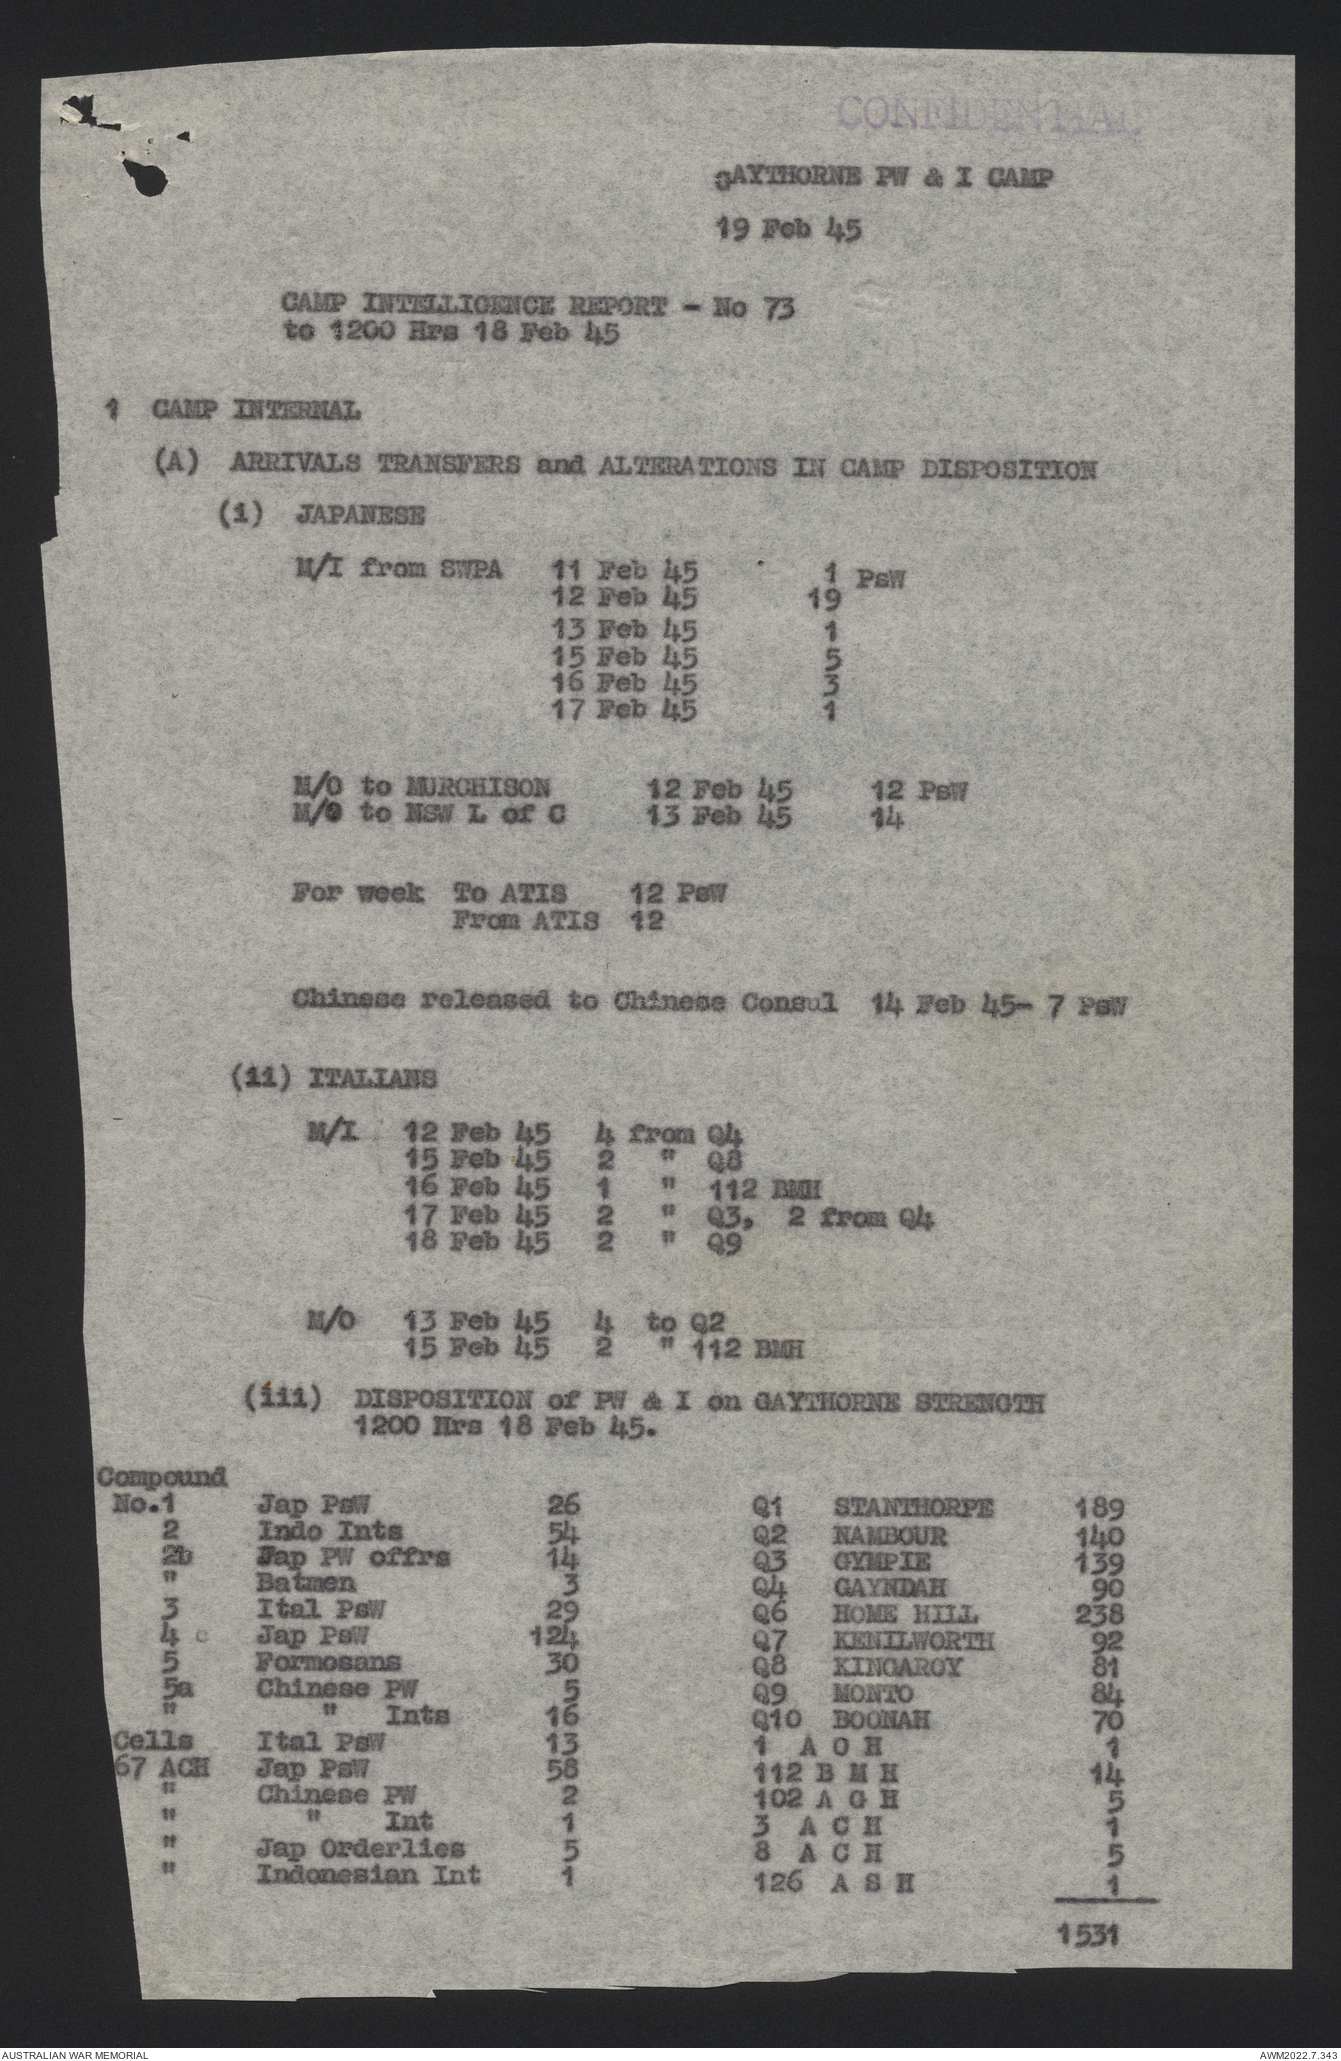 CONFIDENTIAL
GAYTHORNE PW & I CAMP
19 Feb 45
CAMP INTELLIGENCE REPORT - No 73
to 1200 Hrs 18 Feb 45
1 CAMP INTERNAL
(A) ARRIVALS TRANSFERS and ALTERATIONS IN CAMP DISPOSITION
(i) JAPANESE
M/I from SWPA 11 Feb 45 1 PsW
12 Feb 45 19
13 Feb 45 1
15 Feb 45 5
16 Feb 45 3
17 Feb 45 1
M/O to MURCHISON 12 Feb 45 12 PsW
M/O to NSW L of C 13 Feb 45 14
For week To ATIS 12 PsW
From ATIS 12
Chinese released to Chinese Consul 14 Feb 45- 7 PsW
(ii) ITALIANS
M/I 12 Feb 45 4 from Q4
15 Feb 45 2 " Q8
16 Feb 45 1 " 112 BMH
17 Feb 45 2 " Q3, 2 from Q4
18 Feb 45 2 " Q9
M/O 13 Feb 45 4 to Q2
15 Feb 45 2 " 112 BMH
(iii) DISPOSITION of PW & I on GAYTHORNE STRENGTH
1200 Hrs 18 Feb 45.
Compound
No.1 Jap PsW 26 Q1 STANTHORPE 189
2 Indo Ints 54 Q2 NAMBOUR 140
2b Jap PW offrs 14 Q3 GYMPIE 139
" Batmen 3 Q4 GAYNDAH 90
3 Ital PsW 29 Q6 HOME HILL 238
4 c Jap PsW 124 Q7 KENILWORTH 92
5 Formosans 30 Q8 KINGAROY 81
5a Chinese PW 5 Q9 MONTO 84
" " Ints 16 Q10 BOONAH 70
Cells Ital PsW 13 1 A O H 1
67 ACH Jap PsW 58 112 B M H 14
" Chinese PW 2 102 A G H 5
" " Int 1 3 A C H 1
" Jap Orderlies 5 8 A C H 5
" Indonesian Int 1 126 A S H 1
1531
AUSTRALIAN WAR MEMORIAL
AWM2022.7.343